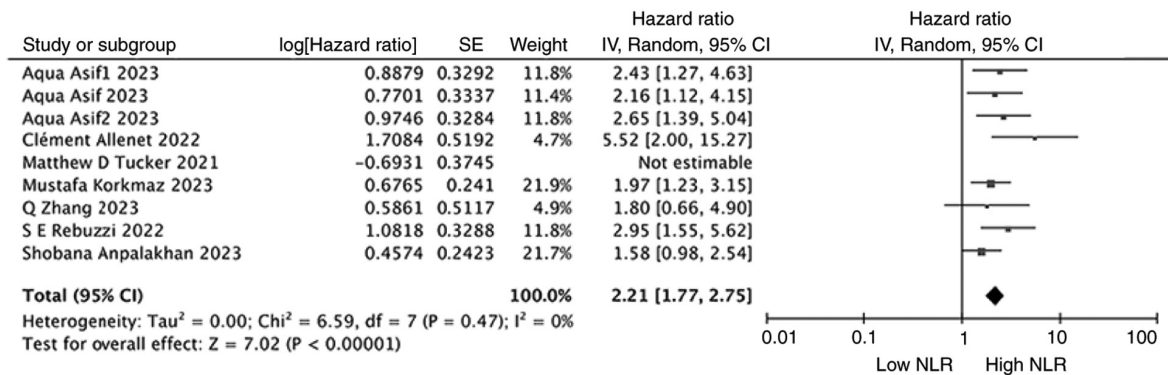 Hazard ratio Hazard ratio
Study or subgroup log[Hazard ratio] SE Weight IV, Random, 95% CI IV, Random, 95% CI
Aqua Asif1 2023 0.8879 0.3292 11.8% 2.43 [1.27, 4.63]
Aqua Asif 2023 0.7701 0.3337 11.4% 2.16 [1.12, 4.15]
Aqua Asif2 2023 0.9746 0.3284 11.8% 2.65 [1.39, 5.04]
Clément Allenet 2022 1.7084 0.5192 4.7% 5.52 [2.00, 15.27]
Matthew D Tucker 2021 −0.6931 0.3745 Not estimable
Mustafa Korkmaz 2023 0.6765 0.241 21.9% 1.97 [1.23, 3.15]
Q Zhang 2023 0.5861 0.5117 4.9% 1.80 [0.66, 4.90]
S E Rebuzzi 2022 1.0818 0.3288 11.8% 2.95 [1.55, 5.62]
Shobana Anpalakhan 2023 0.4574 0.2423 21.7% 1.58 [0.98, 2.54]
Total (95% CI) 100.0% 2.21 [1.77, 2.75]
Heterogeneity: Tau² = 0.00; Chi² = 6.59, df = 7 (P = 0.47); I² = 0%
Test for overall effect: Z = 7.02 (P < 0.00001)
0.01 0.1 1 10 100
Low NLR High NLR